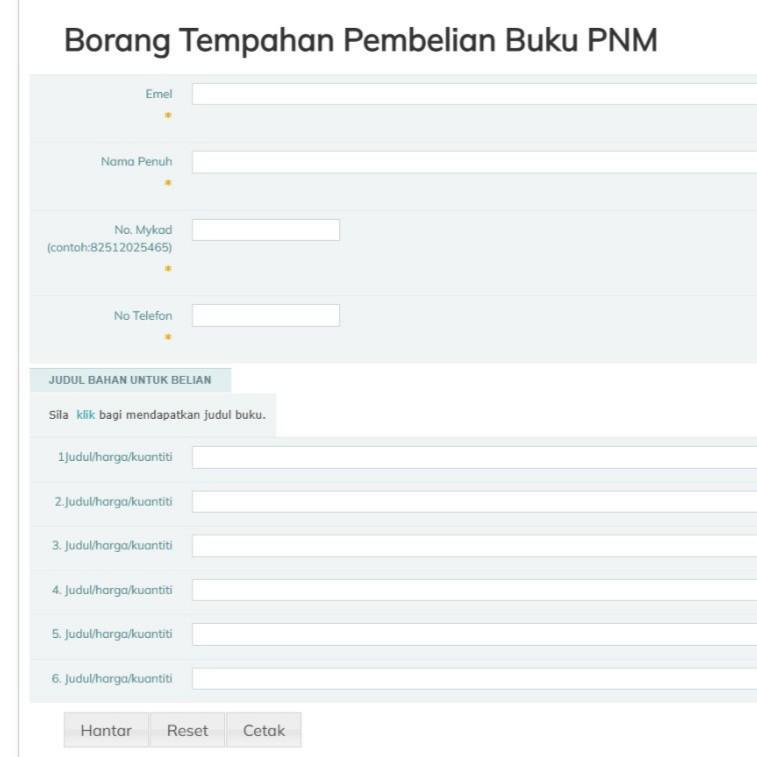 Borang Tempahan Pembelian Buku PNM
Emel
*
Nama Penuh
*
No. Mykad
(contoh:82512025465)
*
No Telefon
*
JUDUL BAHAN UNTUK BELIAN
Sila klik bagi mendapatkan judul buku.
1Judul/harga/kuantiti
2.Judul/harga/kuantiti
3. Judul/harga/kuantiti
4. Judul/harga/kuantiti
5. Judul/harga/kuantiti
6. Judul/harga/kuantiti
Hantar Reset Cetak